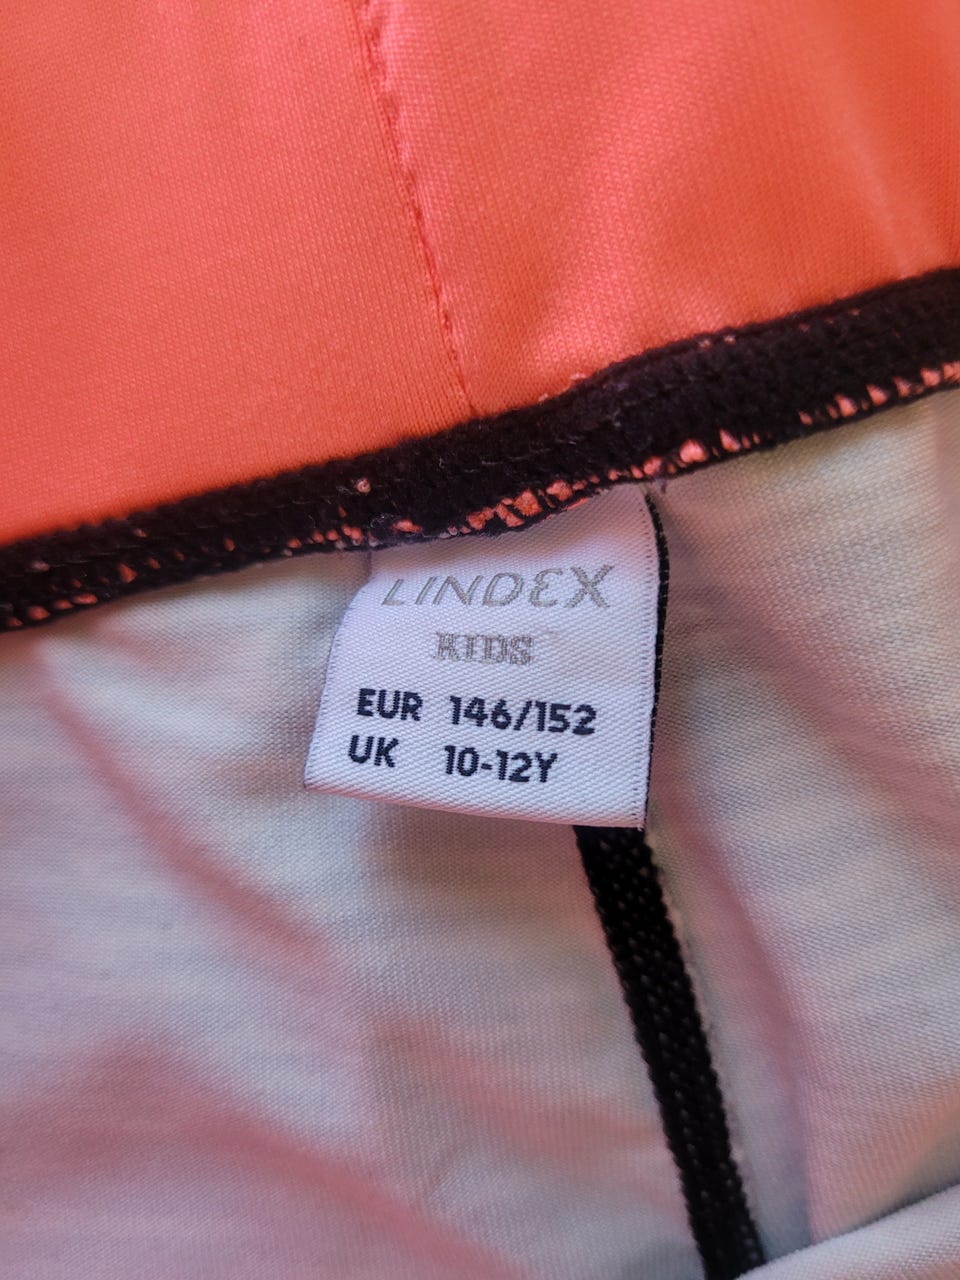 LINDEX
KIDS
EUR 146/152
UK 10-12Y